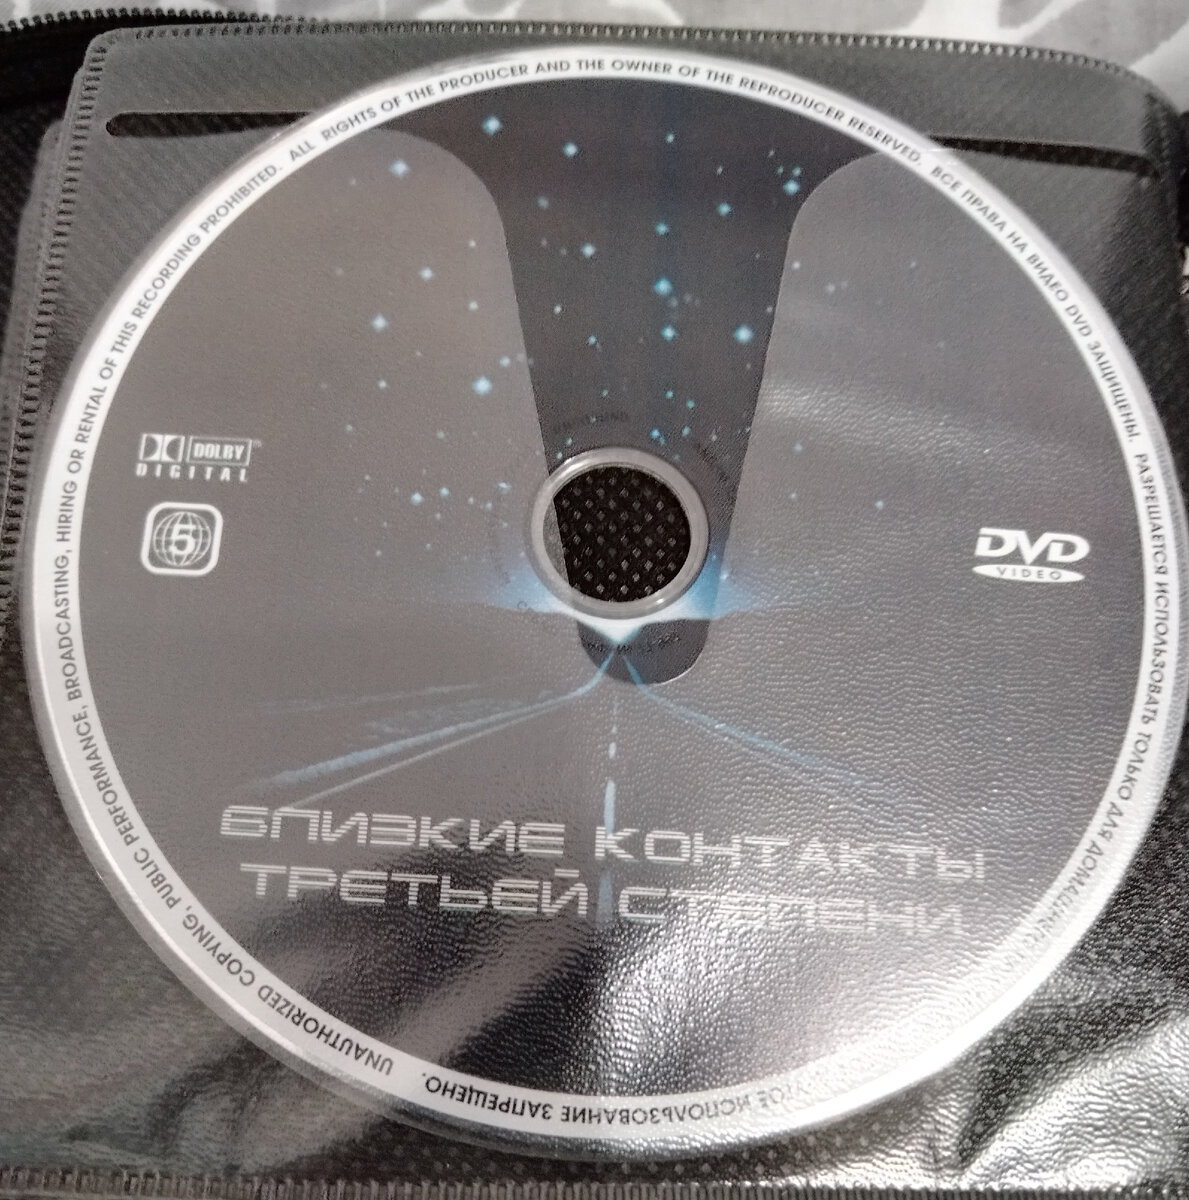 ALL RIGHTS OF THE PRODUCER AND THE OWNER OF THE REPRODUCER RESERVED.
ВСЕ ПРАВА НА ВИДЕО DVD ЗАЩИЩЕНЫ. РАЗРЕШАЕТСЯ ИСПОЛЬЗОВАТЬ ТОЛЬКО ДЛЯ
ИСПОЛЬЗОВАНИЕ ЗАПРЕЩЕНО.
UNAUTHORIZED COPYING, PUBLIC PERFORMANCE, BROADCASTING, HIRING OR RENTAL OF THIS RECORDING PROHIBITED.
DOLBY
DIGITAL
5
DVD
VIDEO
БЛИЗКИЕ КОНТАКТЫ
ТРЕТЬЕЙ СТЕПЕНИ